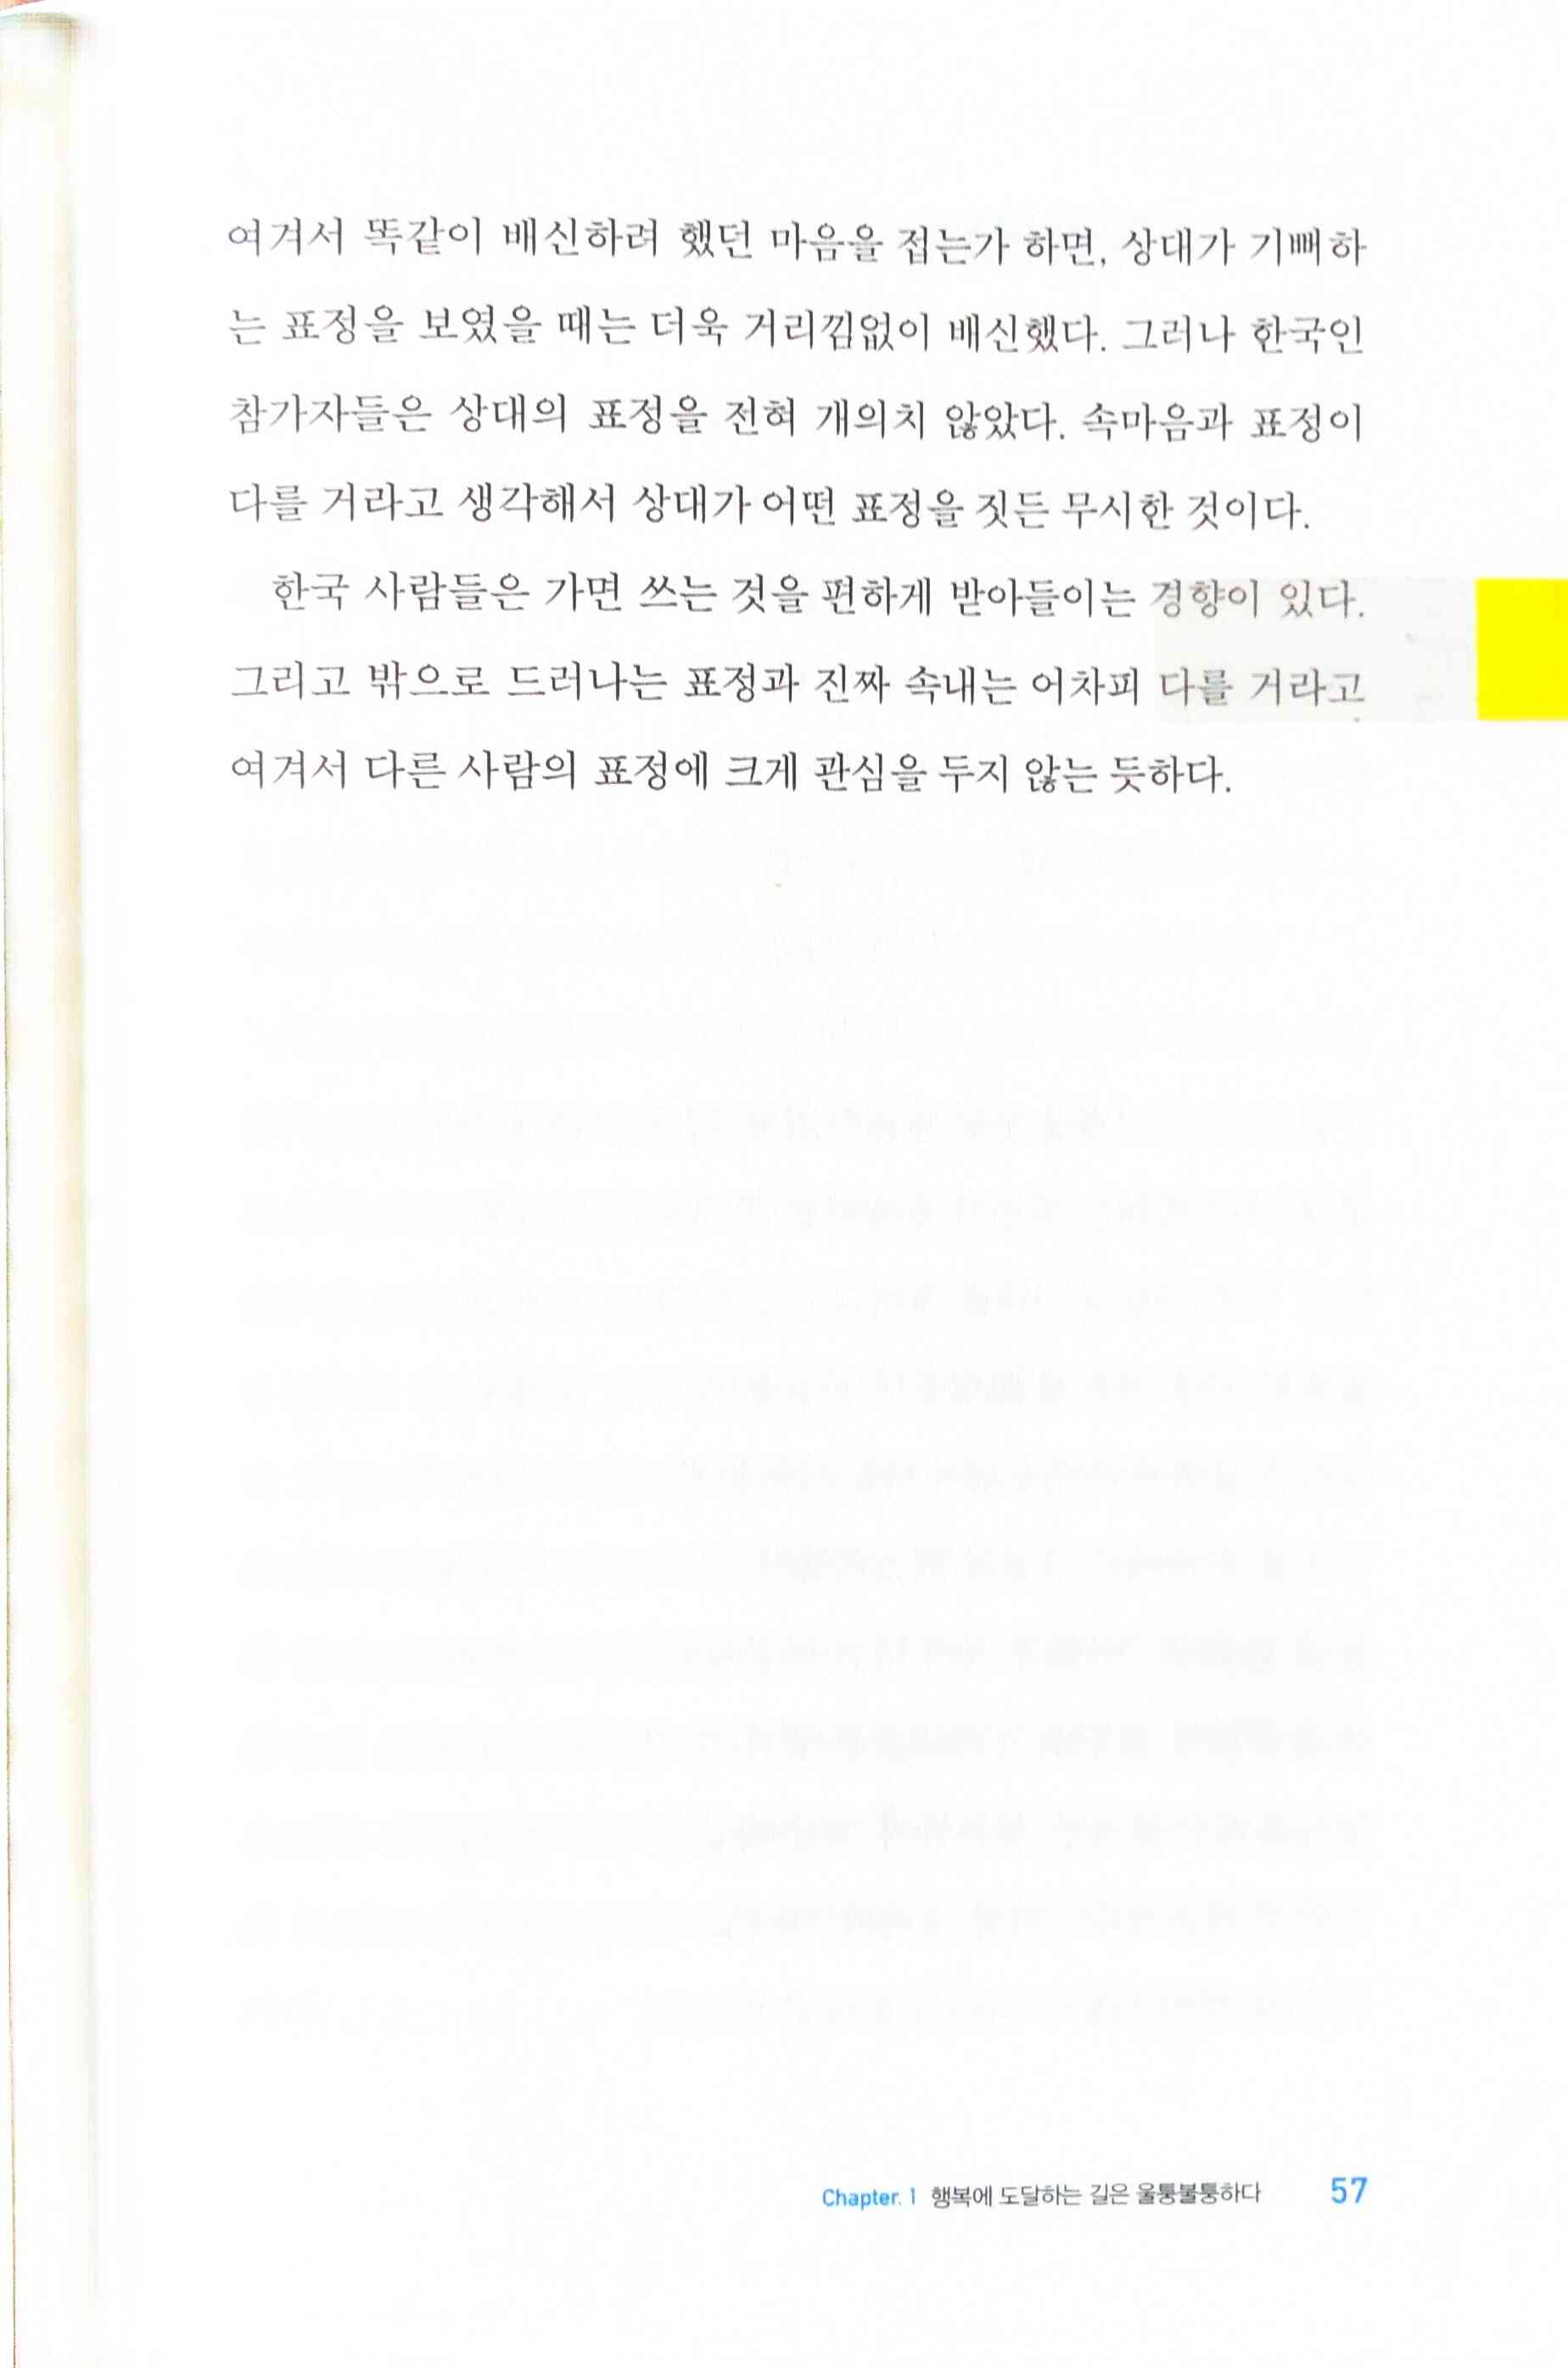 여겨서 똑같이 배신하려 했던 마음을 접는가 하면, 상대가 기뻐하
는 표정을 보였을 때는 더욱 거리낌없이 배신했다. 그러나 한국인
참가자들은 상대의 표정을 전혀 개의치 않았다. 속마음과 표정이
다를 거라고 생각해서 상대가 어떤 표정을 짓든 무시한 것이다.
한국 사람들은 가면 쓰는 것을 편하게 받아들이는 경향이 있다.
그리고 밖으로 드러나는 표정과 진짜 속내는 어차피 다를 거라고
여겨서 다른 사람의 표정에 크게 관심을 두지 않는 듯하다.
Chapter. 1 행복에 도달하는 길은 울퉁불퉁하다 57